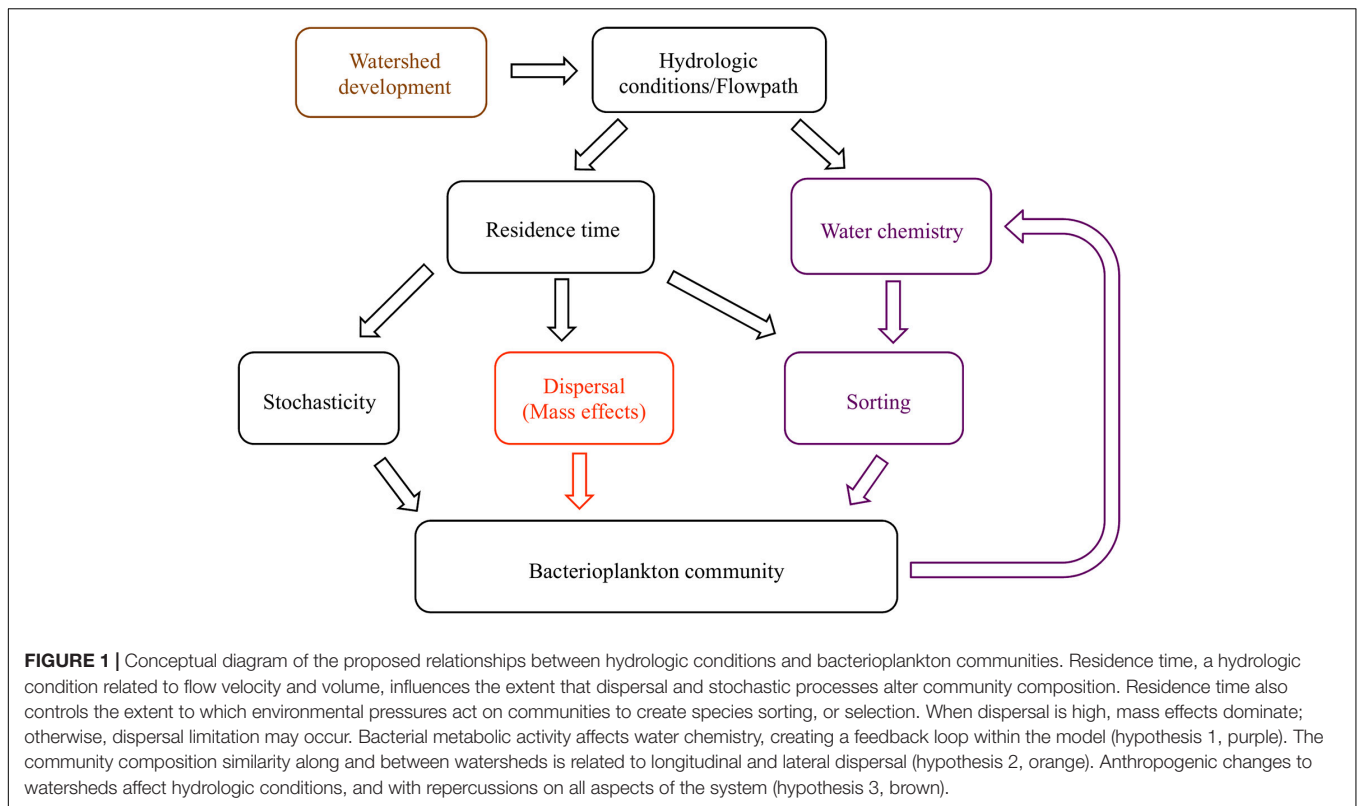 Watershed
development
Hydrologic
conditions/Flowpath
Residence time
Water chemistry
Stochasticity
Dispersal
(Mass effects)
Sorting
Bacterioplankton community
FIGURE 1 | Conceptual diagram of the proposed relationships between hydrologic conditions and bacterioplankton communities. Residence time, a hydrologic
condition related to flow velocity and volume, influences the extent that dispersal and stochastic processes alter community composition. Residence time also
controls the extent to which environmental pressures act on communities to create species sorting, or selection. When dispersal is high, mass effects dominate;
otherwise, dispersal limitation may occur. Bacterial metabolic activity affects water chemistry, creating a feedback loop within the model (hypothesis 1, purple). The
community composition similarity along and between watersheds is related to longitudinal and lateral dispersal (hypothesis 2, orange). Anthropogenic changes to
watersheds affect hydrologic conditions, and with repercussions on all aspects of the system (hypothesis 3, brown).